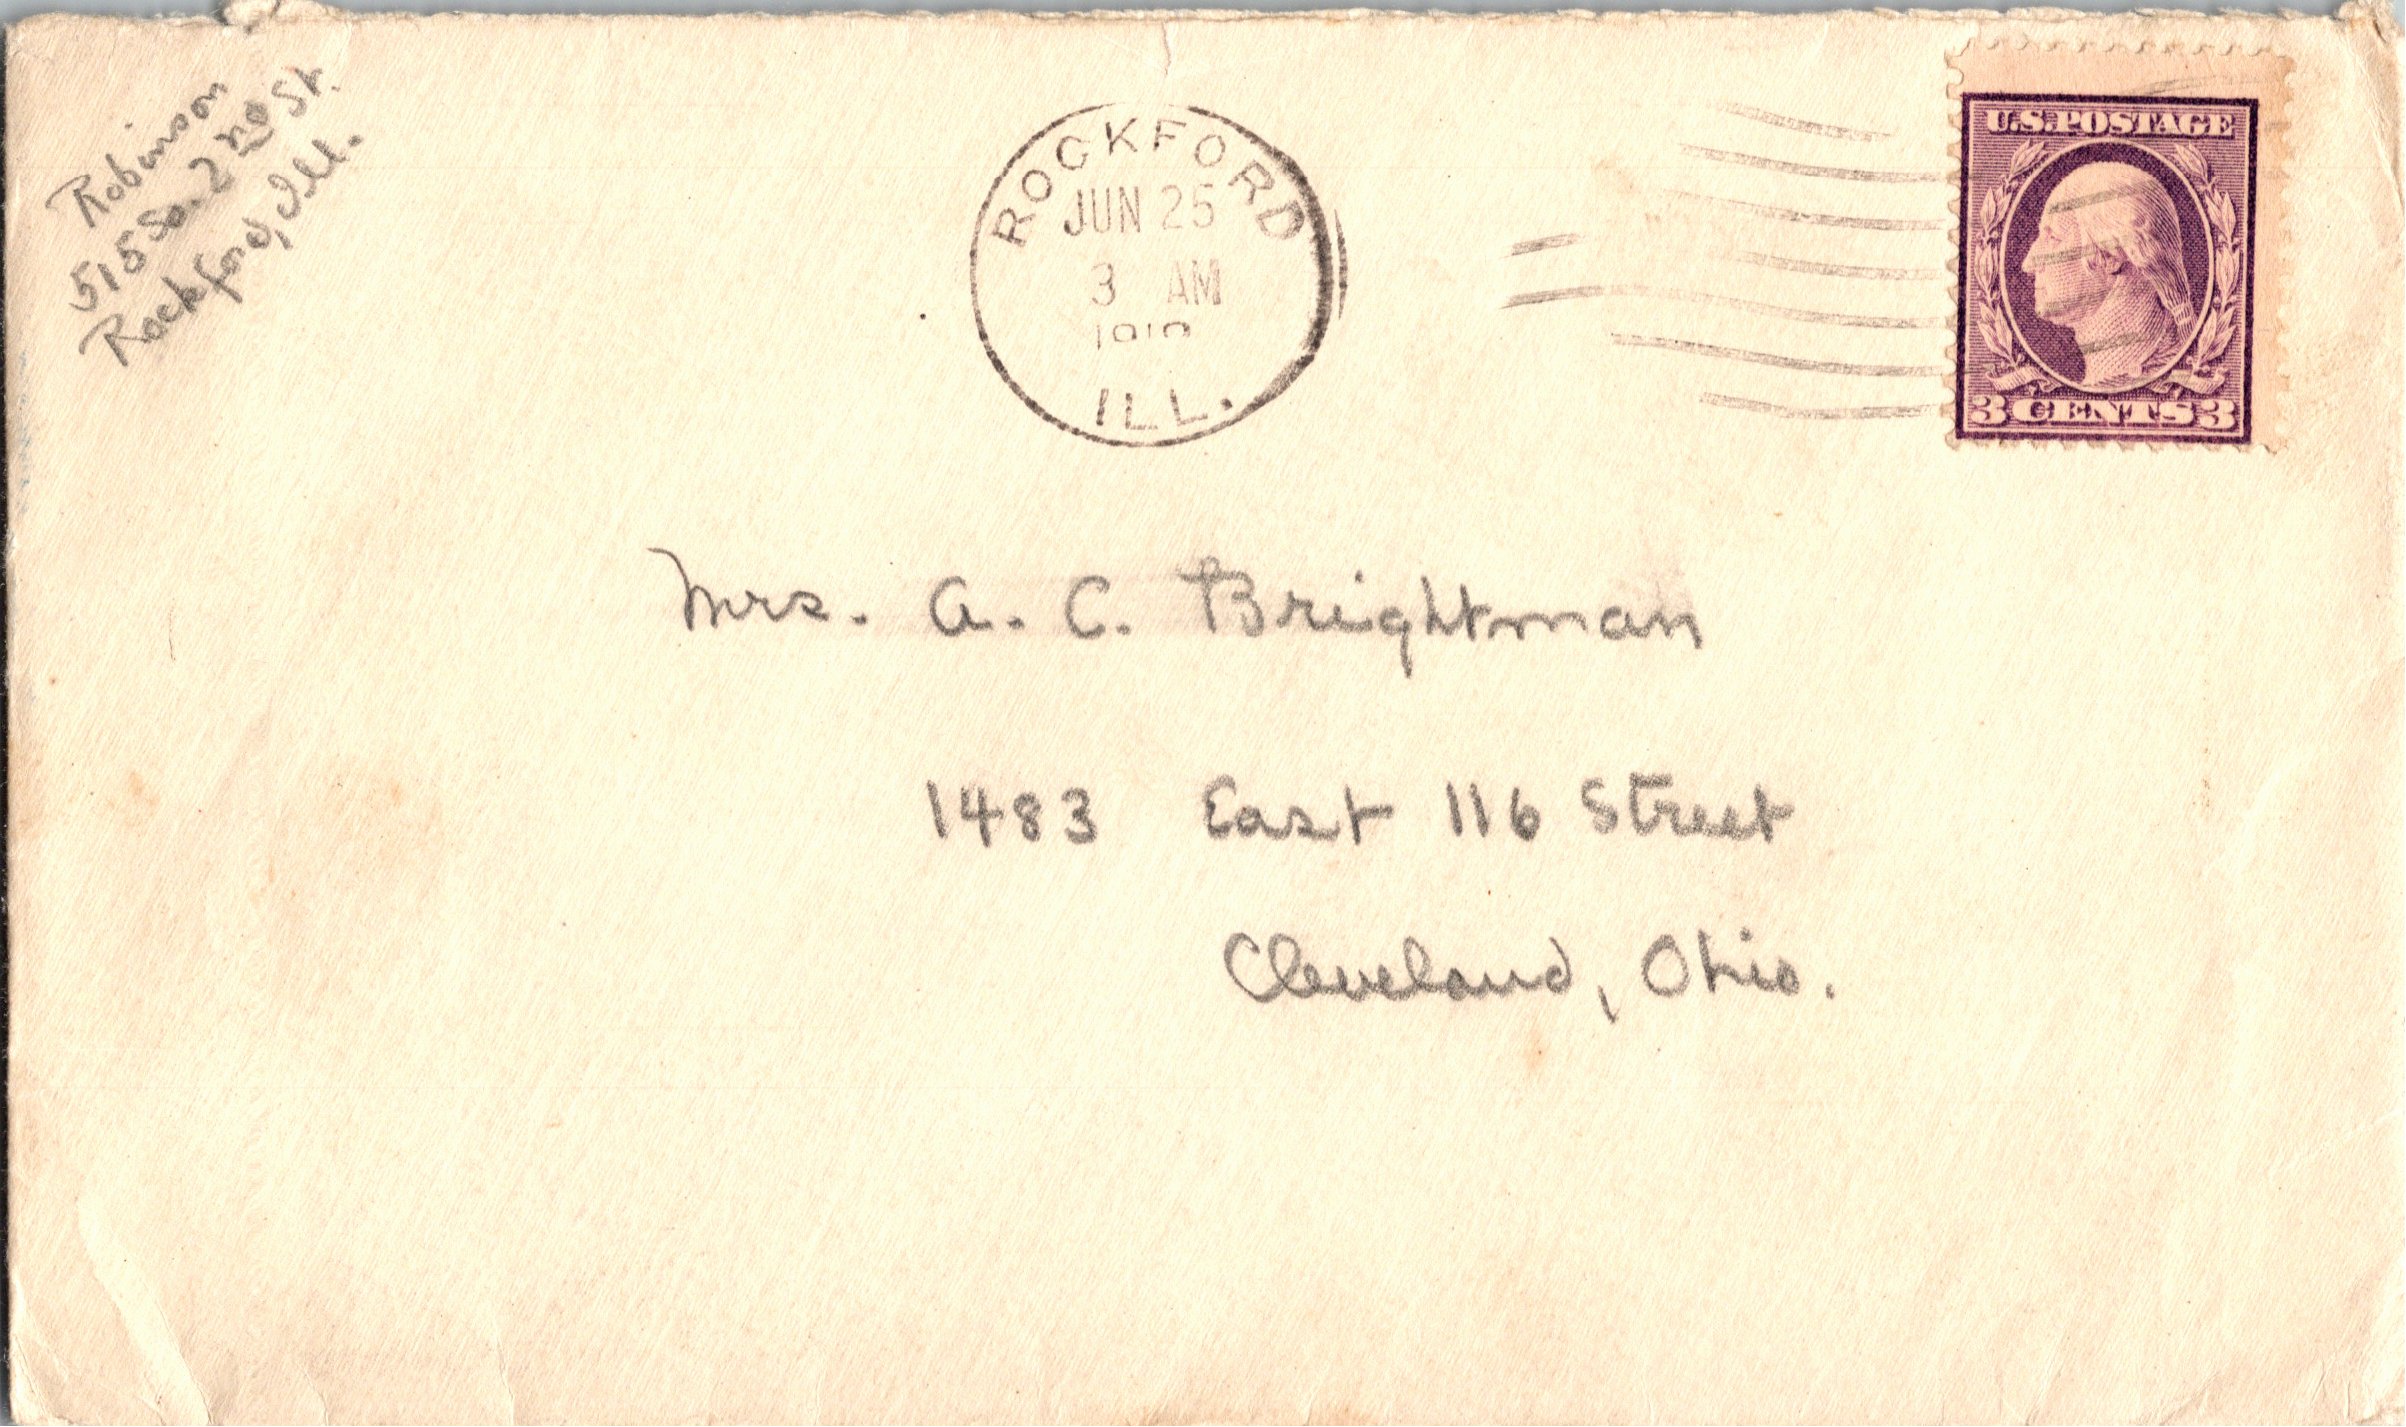 Robinson
515 So. 2nd St.
Rockford, Ill.
ROCKFORD
JUN 25
3 AM
ILL.
U.S. POSTAGE
3 CENTS 3
Mrs. A. C. Brightman
1483 East 116 Street
Cleveland, Ohio.